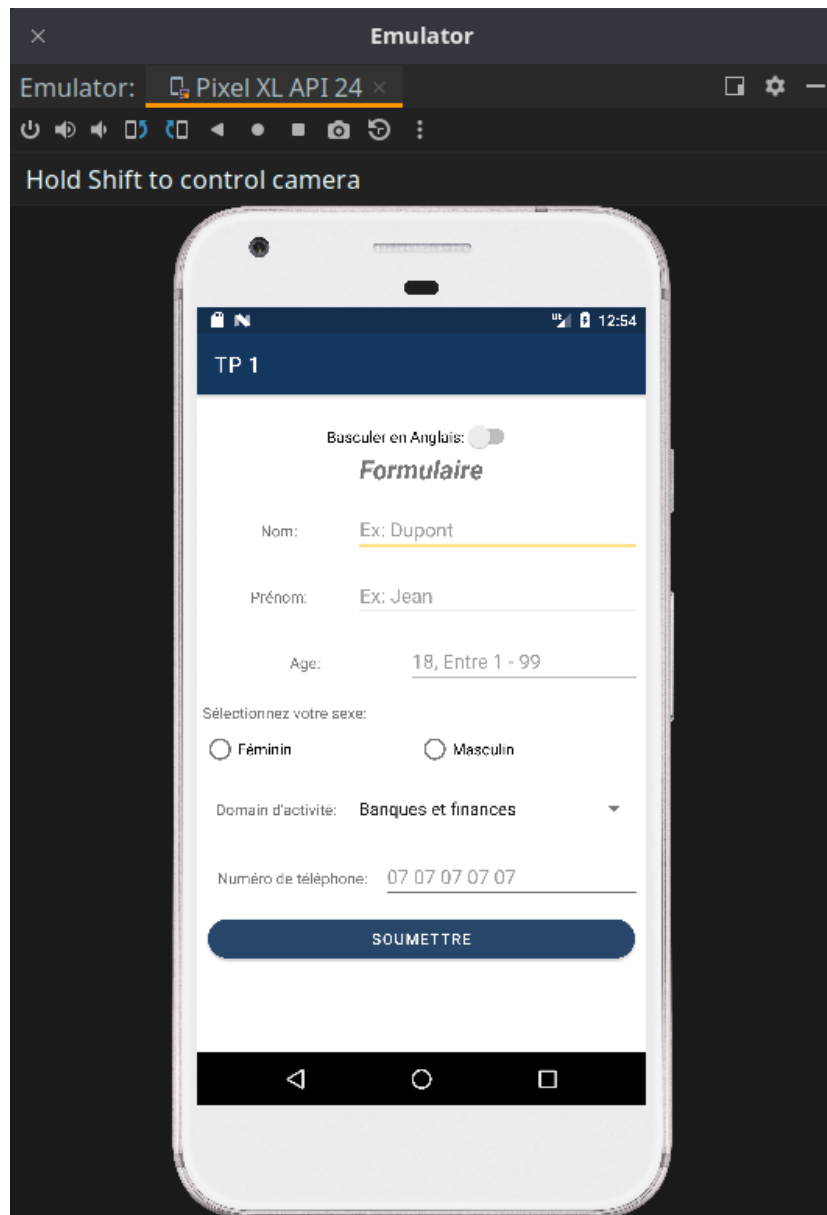 Emulator
Emulator: Pixel XL API 24
Hold Shift to control camera
12:54
TP 1
Basculer en Anglais:
Formulaire
Nom: Ex: Dupont
Prénom: Ex: Jean
Age: 18, Entre 1 - 99
Sélectionnez votre sexe:
Féminin Masculin
Domain d'activité: Banques et finances
Numéro de téléphone: 07 07 07 07 07
SOUMETTRE